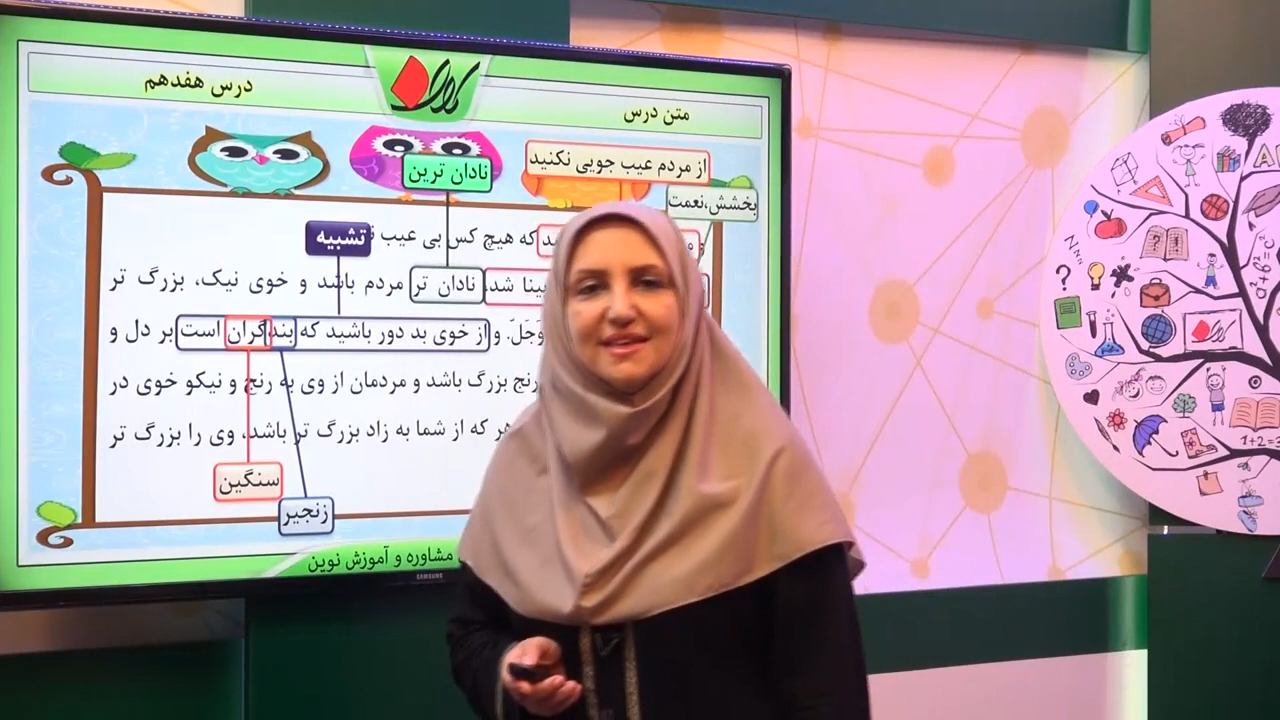 متن درس
درس هفدهم
از مردم عیب جویی نکنید
نادان ترین
بخشش،نعمت
تشبیه
که هیچ کس بی عیب
بینا شد، نادان تر مردم باشد و خوی نیک، بزرگ تر
وَجَلّ. و از خوی بد دور باشید که بند گران است بر دل و
رنج بزرگ باشد و مردمان از وی به رنج و نیکو خوی در
هر که از شما به زاد بزرگ تر باشد، وی را بزرگ تر
سنگین
زنجیر
مشاوره و آموزش نوین
SAMSUNG
1+2=3